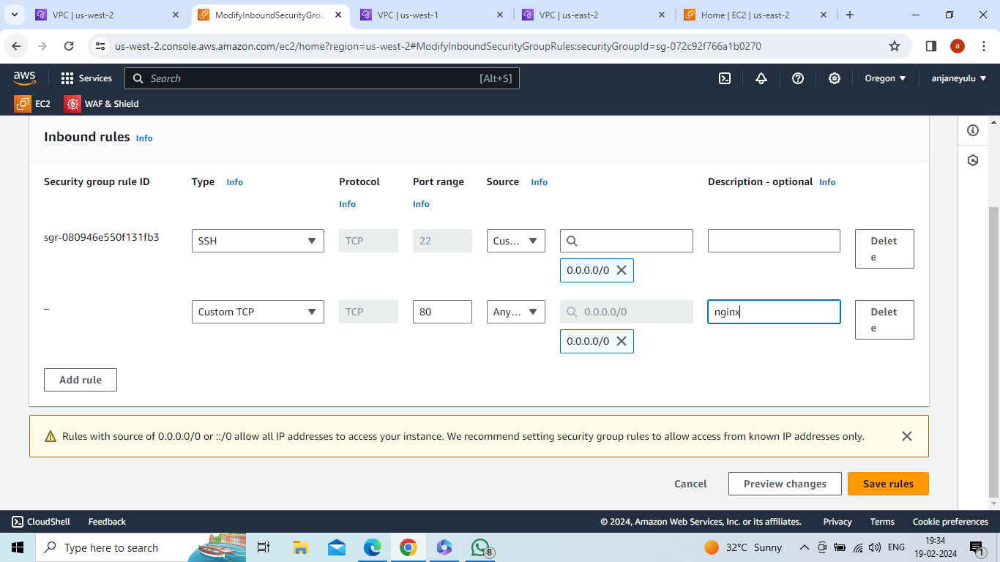 VPC | us-west-2
ModifyInboundSecurityGrou
VPC | us-west-1
VPC | us-east-2
Home | EC2 | us-east-2
us-west-2.console.aws.amazon.com/ec2/home?region=us-west-2#ModifyInboundSecurityGroupRules:securityGroupId=sg-072c92f766a1b0270
a
aws
Services
Search
[Alt+S]
Oregon
anjaneyulu
EC2
WAF & Shield
Inbound rules Info
Security group rule ID
Type Info
Protocol
Info
Port range
Info
Source Info
Description - optional Info
sgr-080946e550f131fb3
SSH
TCP
22
Cus...
0.0.0.0/0
Delet
e
–
Custom TCP
TCP
80
Any...
0.0.0.0/0
0.0.0.0/0
nginx
Delet
e
Add rule
Rules with source of 0.0.0.0/0 or ::/0 allow all IP addresses to access your instance. We recommend setting security group rules to allow access from known IP addresses only.
Cancel
Preview changes
Save rules
CloudShell
Feedback
© 2024, Amazon Web Services, Inc. or its affiliates.
Privacy
Terms
Cookie preferences
Type here to search
8
32°C Sunny
ENG
19:34
19-02-2024
1